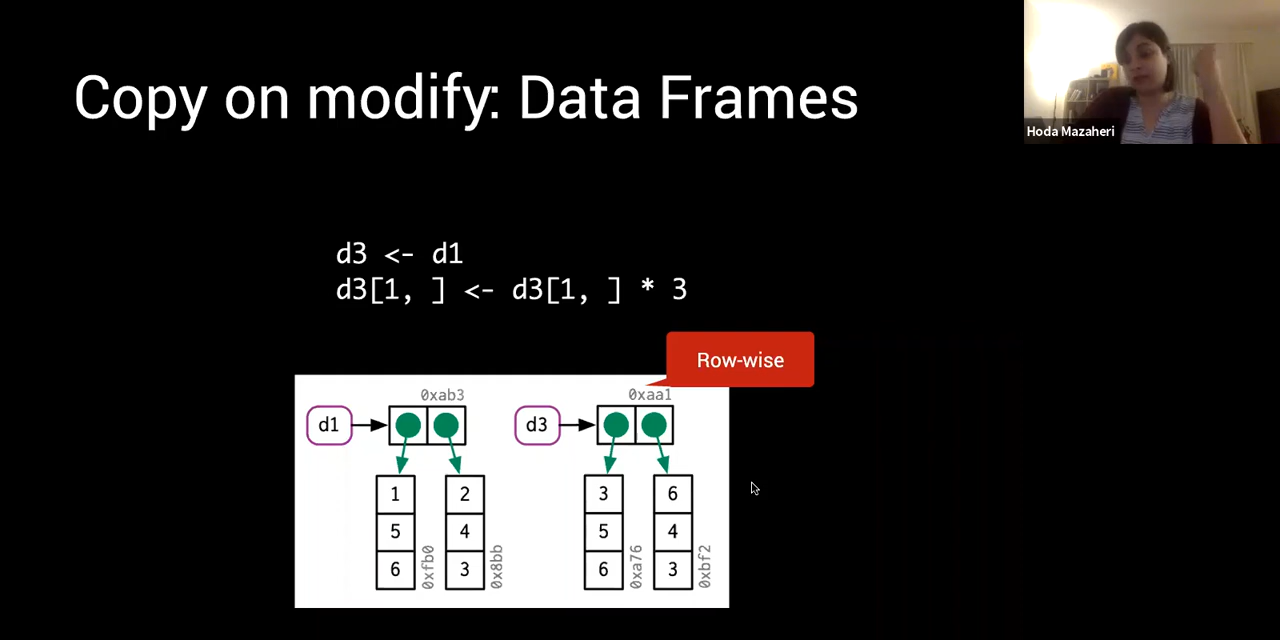 Copy on modify: Data Frames
Hoda Mazaheri
d3 <- d1
d3[1, ] <- d3[1, ] * 3
Row-wise
0xab3 0xaa1
d1 d3
1 2 3 6
5 4 5 4
6 3 6 3
0xfb0 0x8bb 0xa76 0xbf2